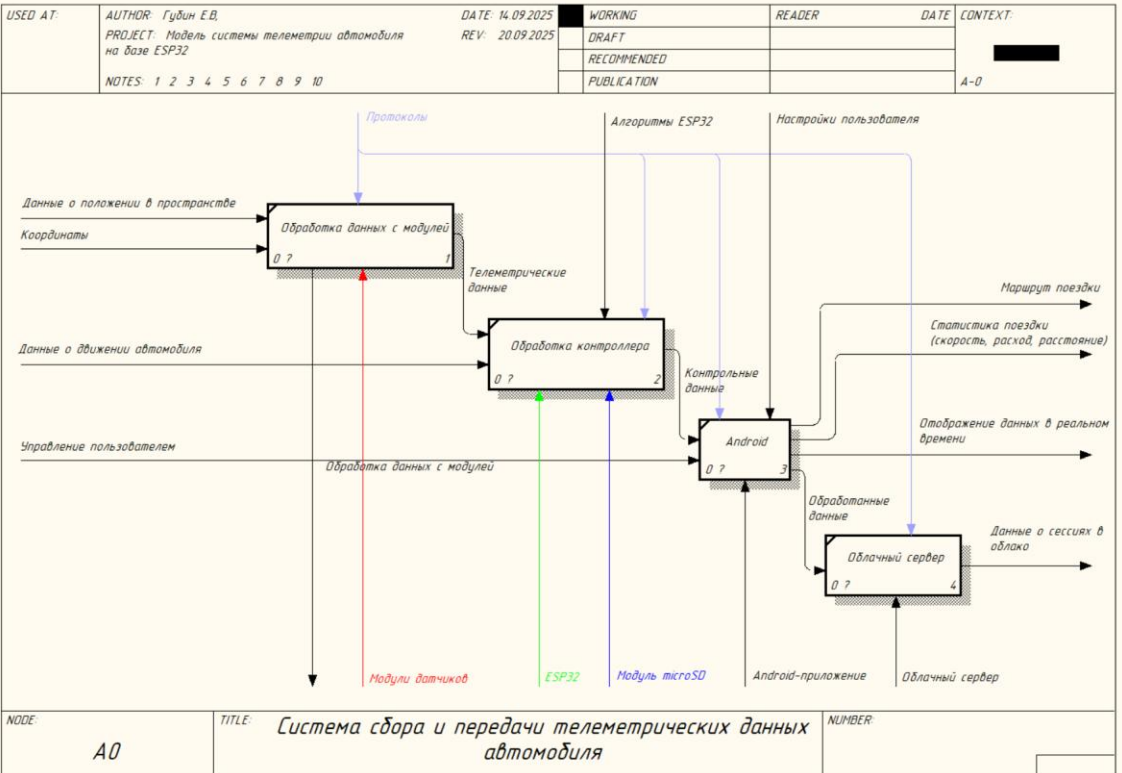 USED AT:
AUTHOR: Губин Е.В,
DATE: 14.09.2025
WORKING
READER
DATE
CONTEXT:
PROJECT: Модель системы телеметрии автомобиля
на базе ESP32
REV: 20.09.2025
DRAFT
RECOMMENDED
NOTES: 1 2 3 4 5 6 7 8 9 10
PUBLICATION
A-0
Протоколы
Алгоритмы ESP32
Настройки пользователя
Данные о положении в пространстве
Координаты
Обработка данных с модулей
0 ?
1
Телеметрические
данные
Маршрут поездки
Статистика поездки
(скорость, расход, расстояние)
Данные о движении автомобиля
Обработка контроллера
0 ?
2
Контрольные
данные
Отображение данных в реальном
времени
Управление пользователем
Обработка данных с модулей
Android
0 ?
3
Обработанные
данные
Данные о сессиях в
облако
Облачный сервер
0 ?
4
Модули датчиков
ESP32
Модуль microSD
Android-приложение
Облачный сервер
NODE:
A0
TITLE:
Система сбора и передачи телеметрических данных
автомобиля
NUMBER: